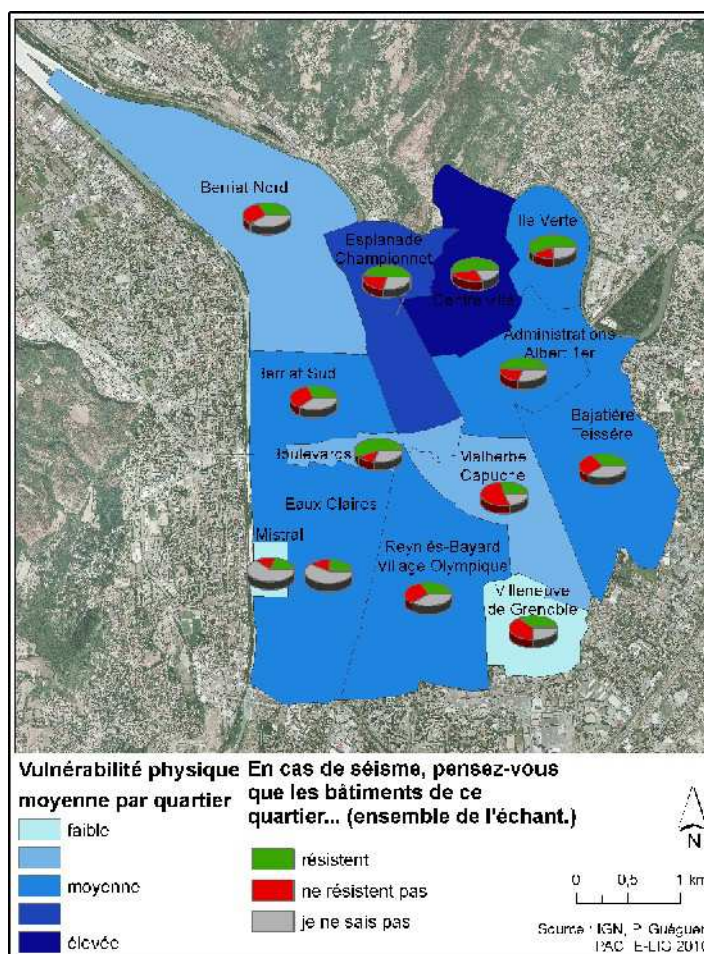 Berriat Nord
Ile Verte
Esplanade
Championnet
Centre ville
Administrations
Albert 1er
Berriat Sud
Bajatière
Teissère
Boulevards
Malherbe
Capuche
Eaux Claires
Mistral
Reyniés-Bayard
Village Olympique
Villeneuve
de Grenoble
Vulnérabilité physique
moyenne par quartier
faible
moyenne
élevée
En cas de séisme, pensez-vous
que les bâtiments de ce
quartier... (ensemble de l'échant.)
résistent
ne résistent pas
je ne sais pas
N
0 0,5 1 km
Source : IGN, P. Guéguen
PACTE-LIG 2010